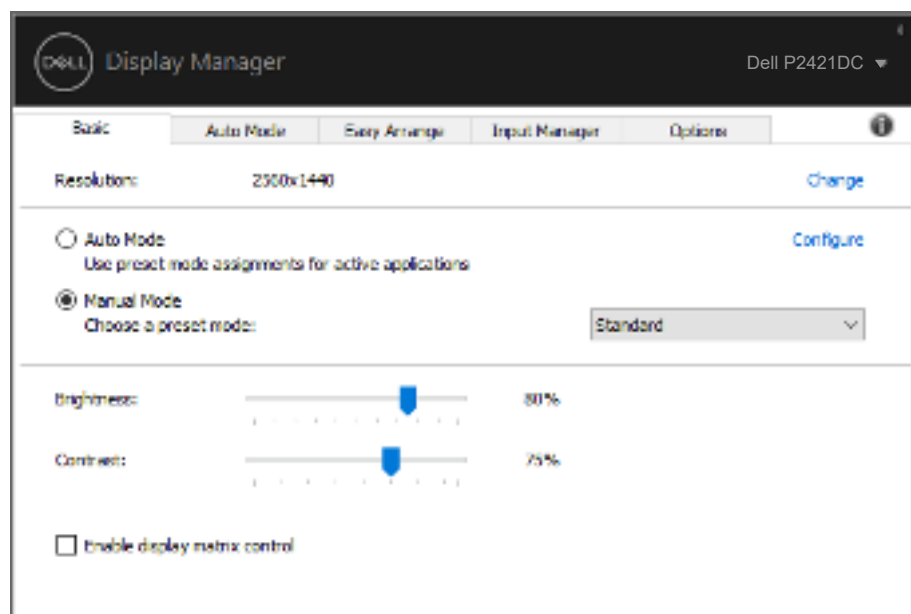 DELL Display Manager
Dell P2421DC
Basic Auto Mode Easy Arrange Input Manager Options
Resolution: 2560x1440 Change
Auto Mode Configure
Use preset mode assignments for active applications
Manual Mode
Choose a preset mode: Standard
Brightness: 80%
Contrast: 75%
Enable display matrix control